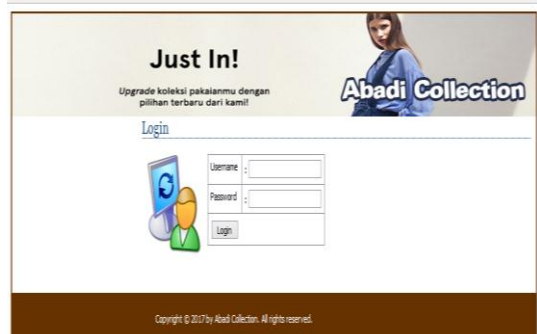 Just In!
Upgrade koleksi pakaianmu dengan
pilihan terbaru dari kami!
Abadi Collection
Login
Username :
Password :
Login
Copyright © 2017 by Abadi Collection. All rights reserved.